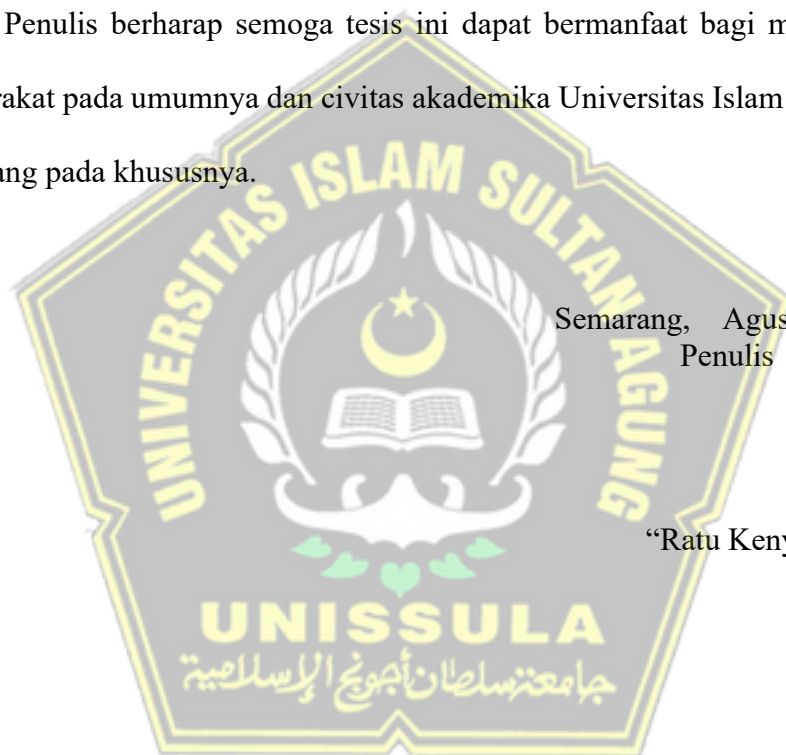 Penulis berharap semoga tesis ini dapat bermanfaat bagi m
rakat pada umumnya dan civitas akademika Universitas Islam
ang pada khususnya.
UNIVERSITAS ISLAM SULTAN AGUNG
Semarang, Agus
Penulis
“Ratu Keny
UNISSULA
جامعة سلطان أجونج الإسلامية